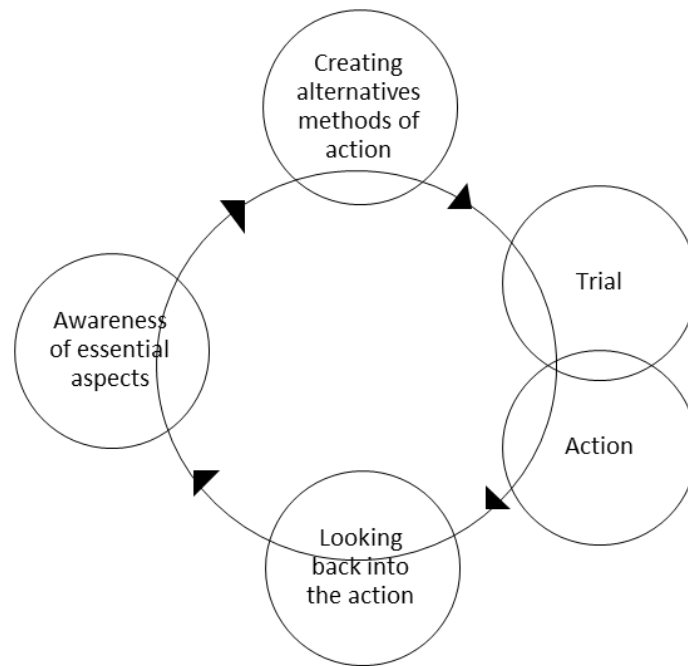 Creating
alternatives
methods of
action
Trial
Action
Looking
back into
the action
Awareness
of essential
aspects